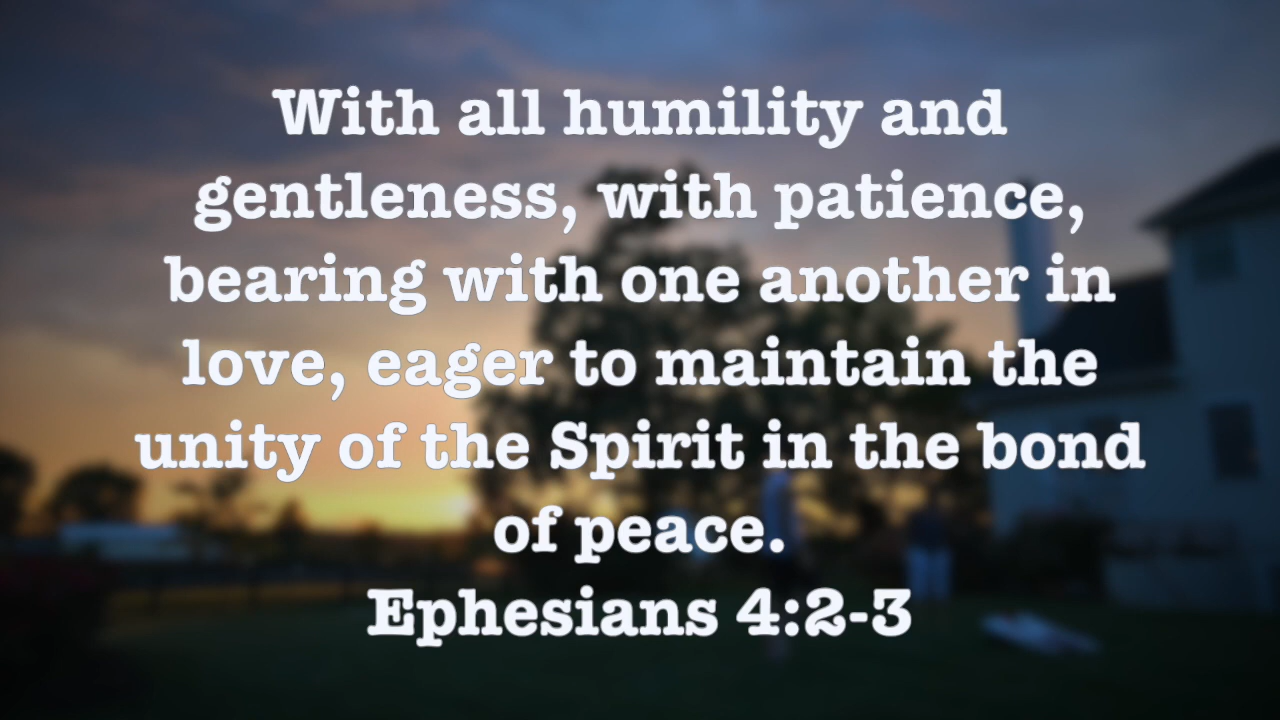 With all humility and
gentleness, with patience,
bearing with one another in
love, eager to maintain the
unity of the Spirit in the bond
of peace.
Ephesians 4:2-3